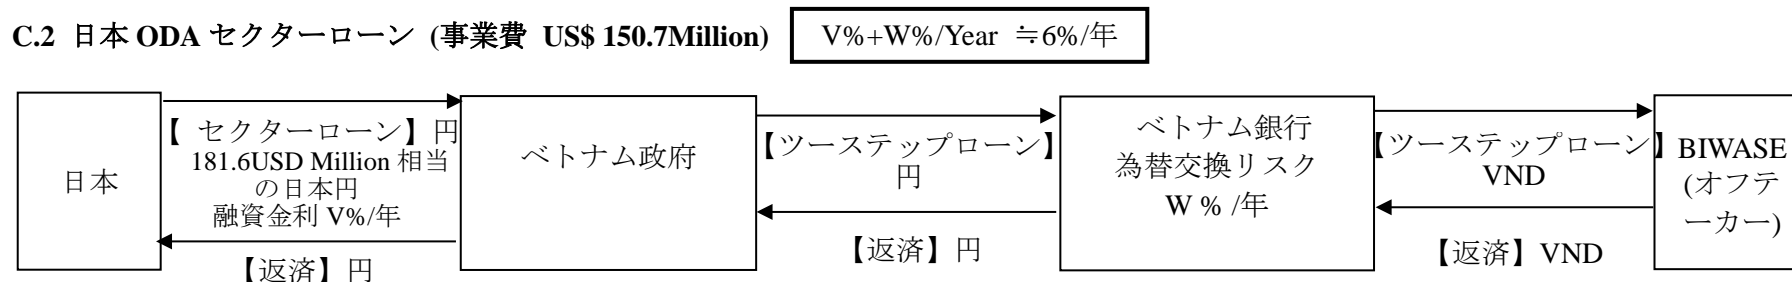 C.2 日本 ODA セクターローン (事業費 US$ 150.7Million)
V%+W%/Year ≒6%/年
日本
【 セクターローン】円
181.6USD Million 相当
の日本円
融資金利 V%/年
【返済】円
ベトナム政府
【ツーステップローン】
円
【返済】円
ベトナム銀行
為替交換リスク
W % /年
【ツーステップローン】
VND
【返済】VND
BIWASE
(オフテ
ーカー)